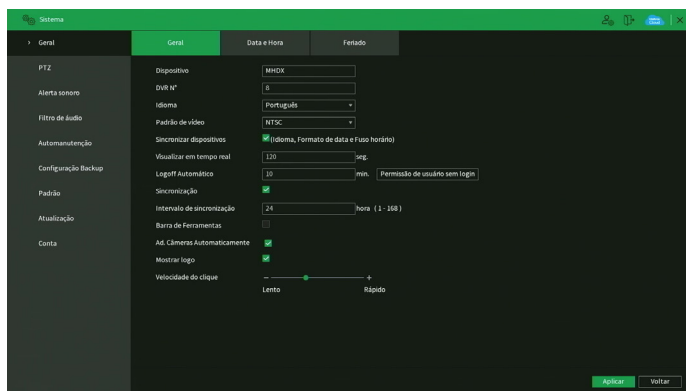 Sistema
Geral
PTZ
Alerta sonoro
Filtro de áudio
Automanutenção
Configuração Backup
Padrão
Atualização
Conta
Geral Data e Hora Feriado
Dispositivo MHDX
DVR N° 8
Idioma Português
Padrão de vídeo NTSC
Sincronizar dispositivos (Idioma, Formato de data e Fuso horário)
Visualizar em tempo real 120 seg.
Logoff Automático 10 min. Permissão de usuário sem login
Sincronização
Intervalo de sincronização 24 hora ( 1 - 168 )
Barra de Ferramentas
Ad. Câmeras Automaticamente
Mostrar logo
Velocidade do clique
Lento Rápido
Aplicar Voltar